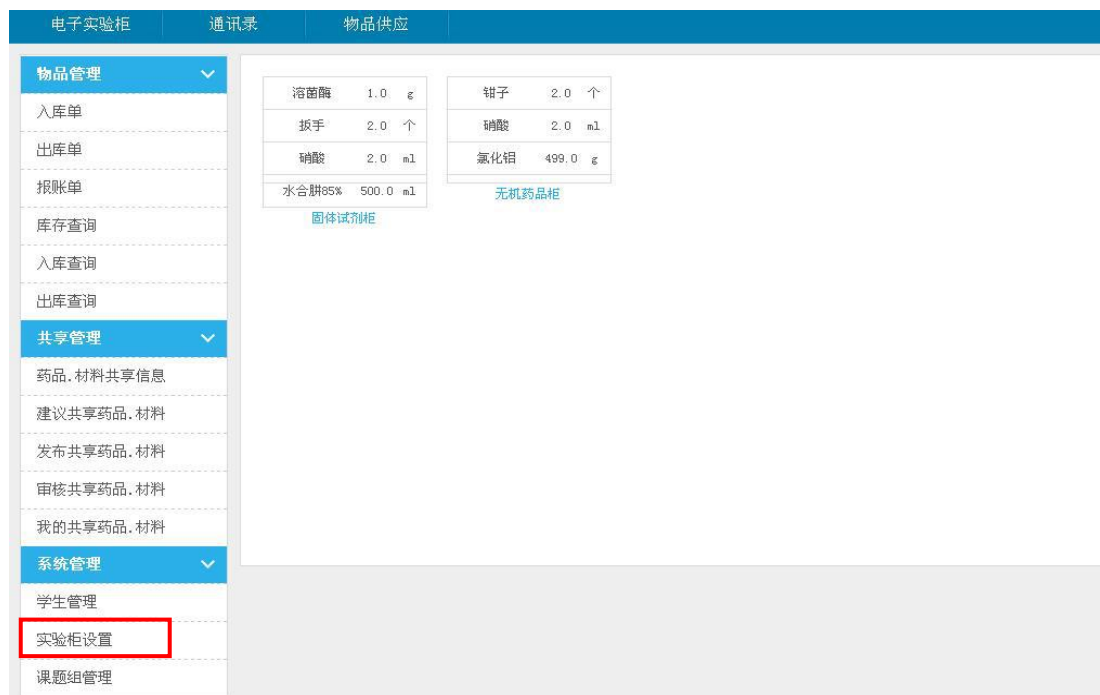 电子实验柜 通讯录 物品供应
物品管理
入库单
出库单
报账单
库存查询
入库查询
出库查询
共享管理
药品.材料共享信息
建议共享药品.材料
发布共享药品.材料
审核共享药品.材料
我的共享药品.材料
系统管理
学生管理
实验柜设置
课题组管理
溶菌酶 1.0 g
扳手 2.0 个
硝酸 2.0 ml
水合肼85% 500.0 ml
固体试剂柜
钳子 2.0 个
硝酸 2.0 ml
氯化铝 499.0 g
无机药品柜